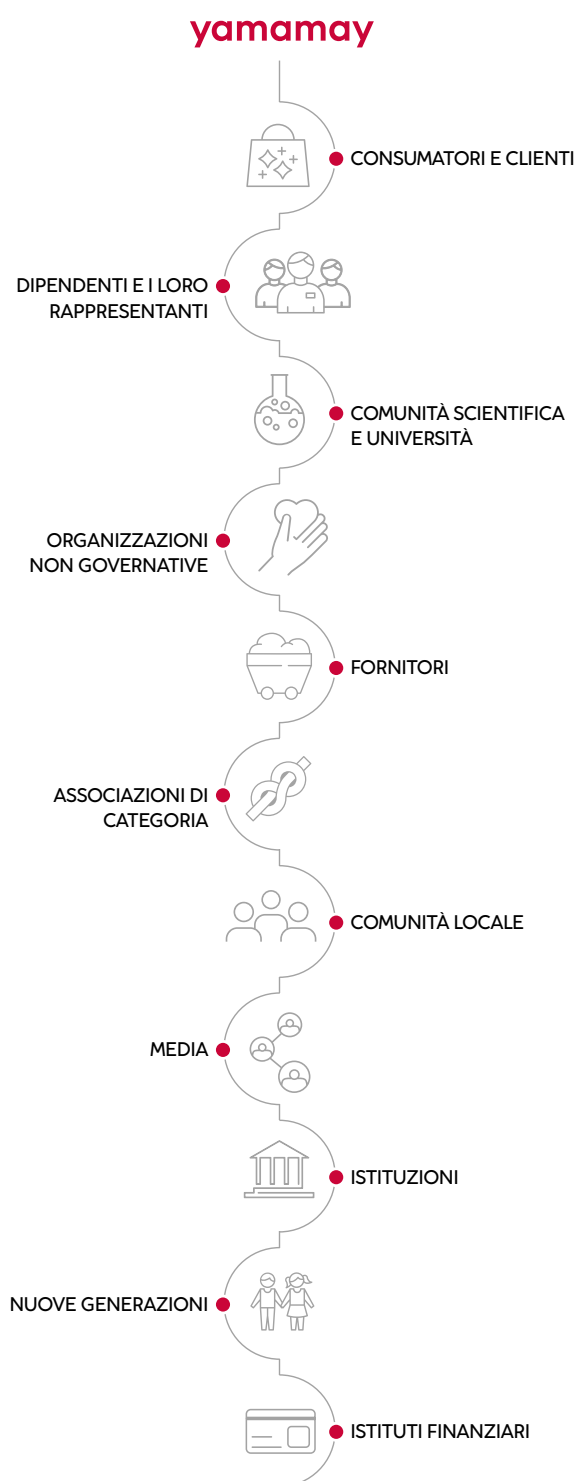 yamamay
CONSUMATORI E CLIENTI
DIPENDENTI E I LORO
RAPPRESENTANTI
COMUNITÀ SCIENTIFICA
E UNIVERSITÀ
ORGANIZZAZIONI
NON GOVERNATIVE
FORNITORI
ASSOCIAZIONI DI
CATEGORIA
COMUNITÀ LOCALE
MEDIA
ISTITUZIONI
NUOVE GENERAZIONI
ISTITUTI FINANZIARI